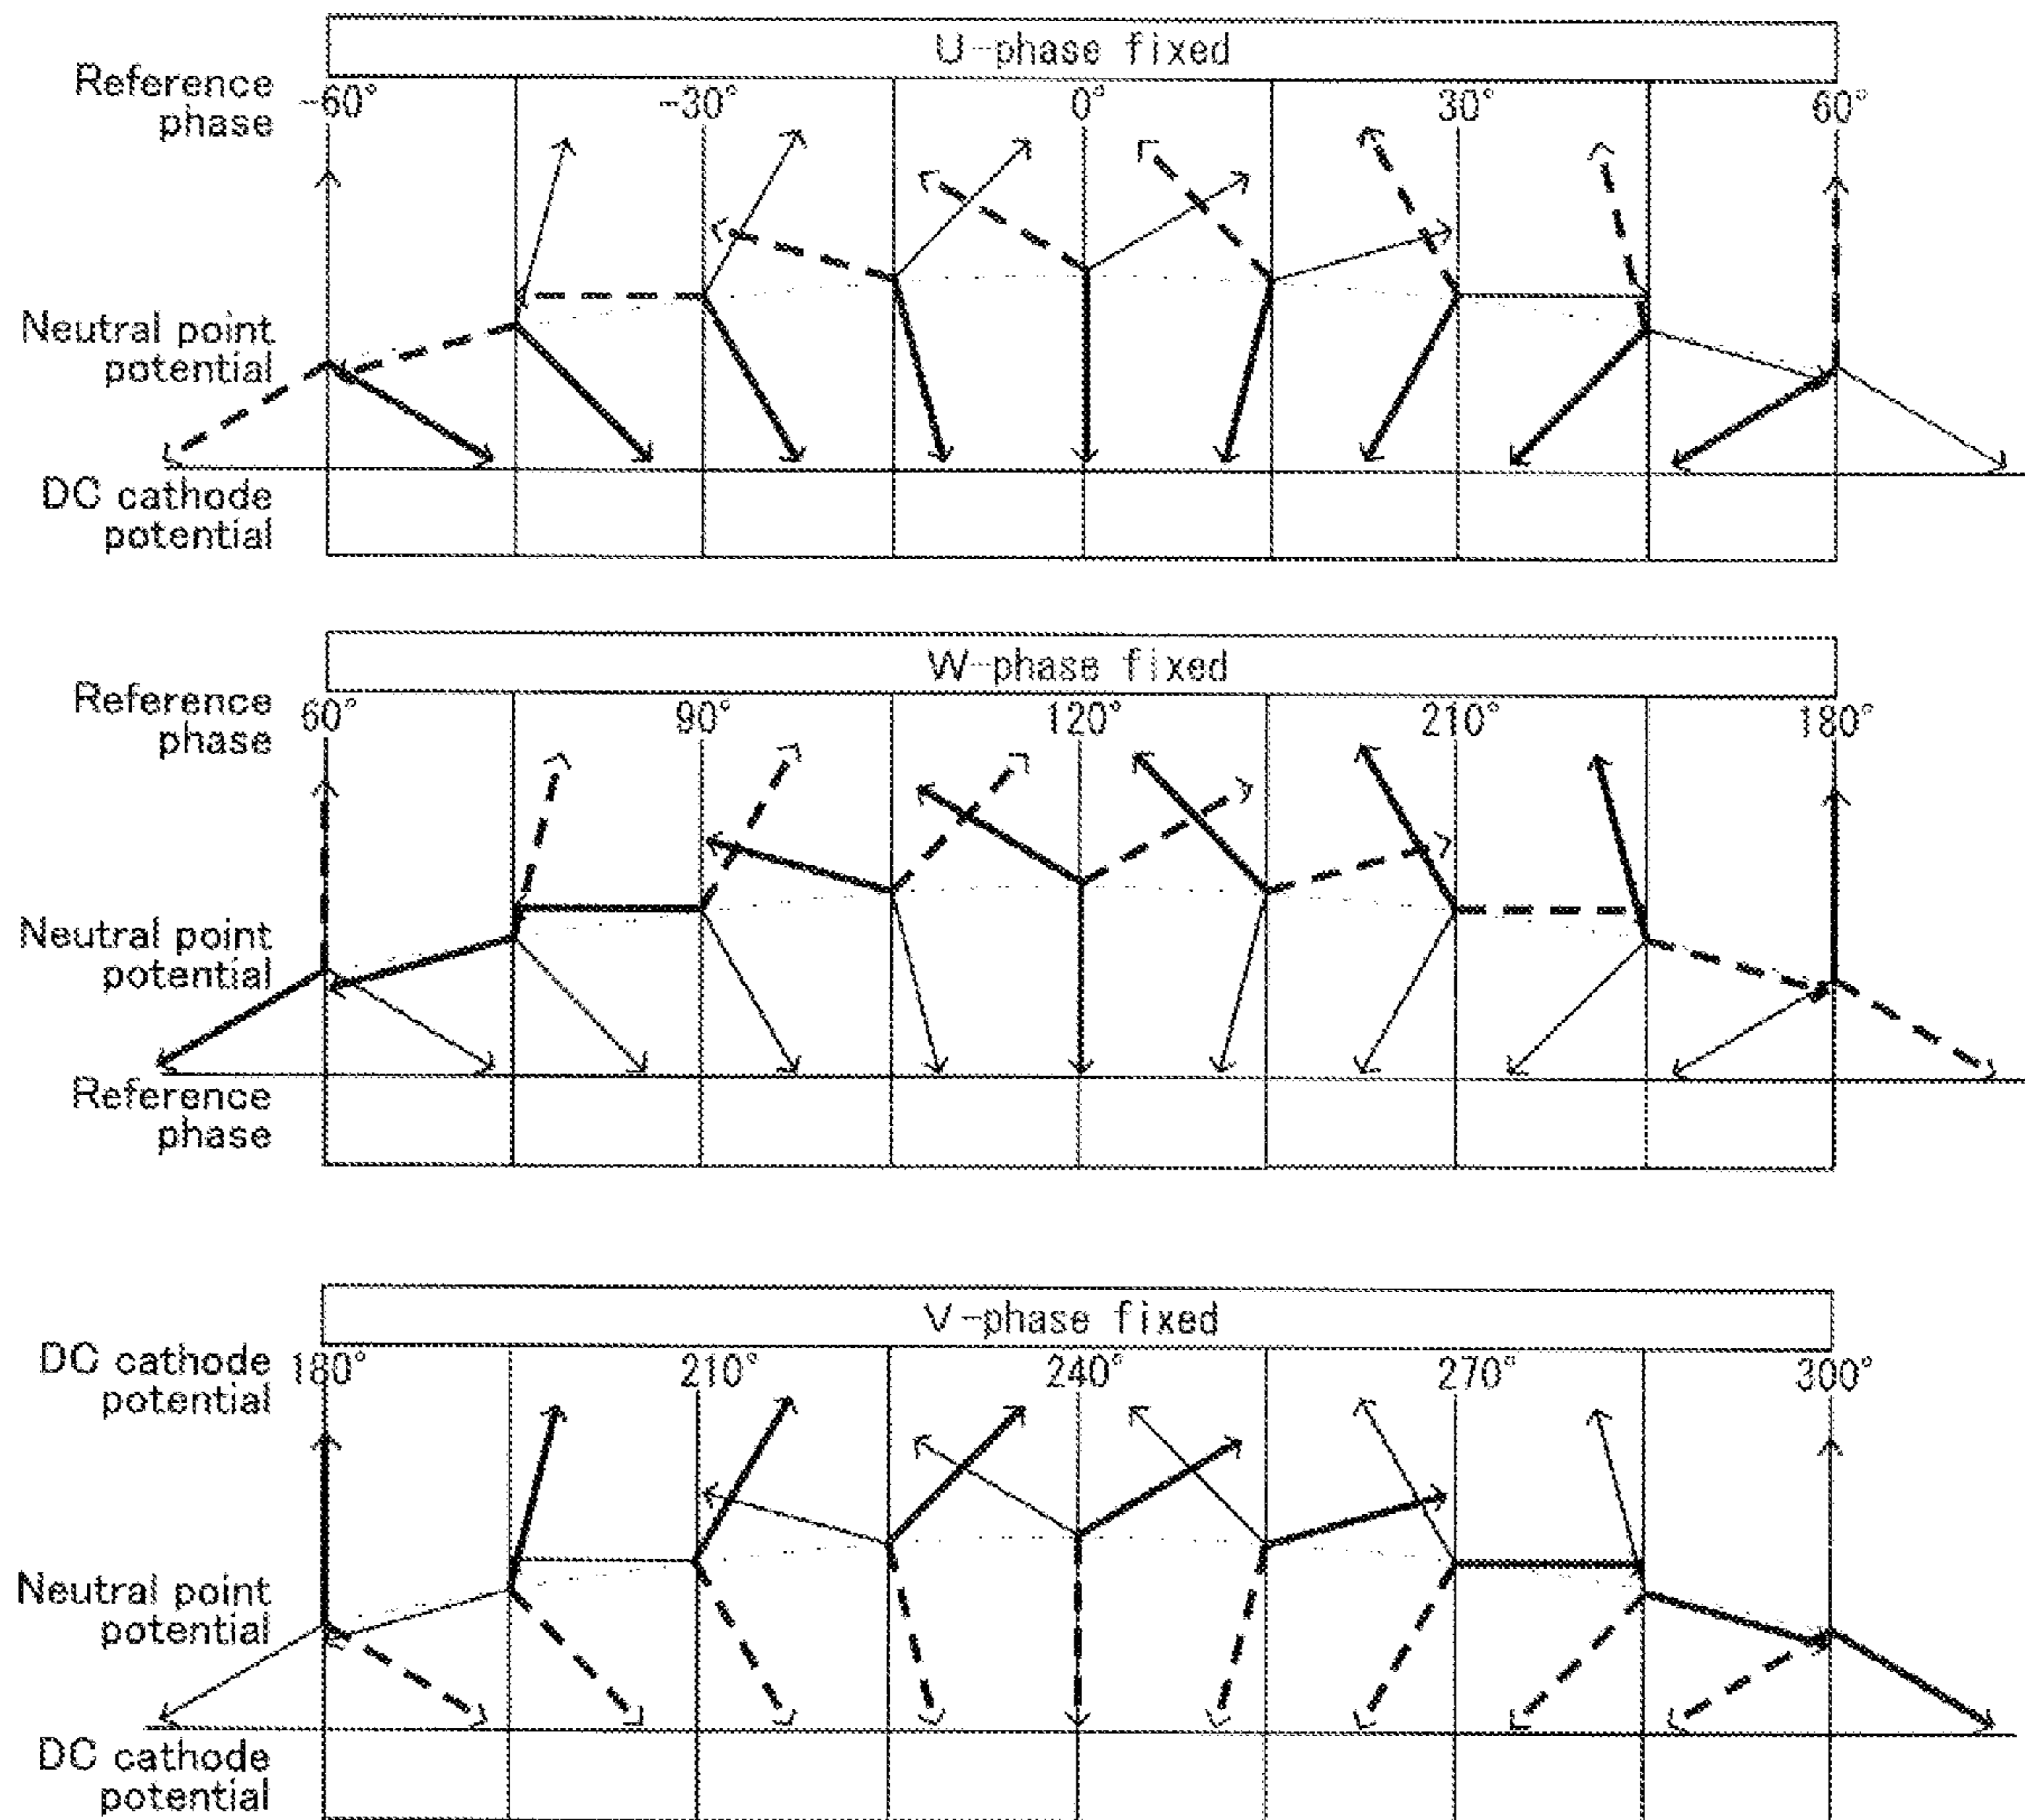 U-phase fixed
Reference
phase
-60° -30° 0° 30° 60°
Neutral point
potential
DC cathode
potential
W-phase fixed
Reference
phase
60° 90° 120° 210° 180°
Neutral point
potential
Reference
phase
V-phase fixed
DC cathode
potential
180° 210° 240° 270° 300°
Neutral point
potential
DC cathode
potential